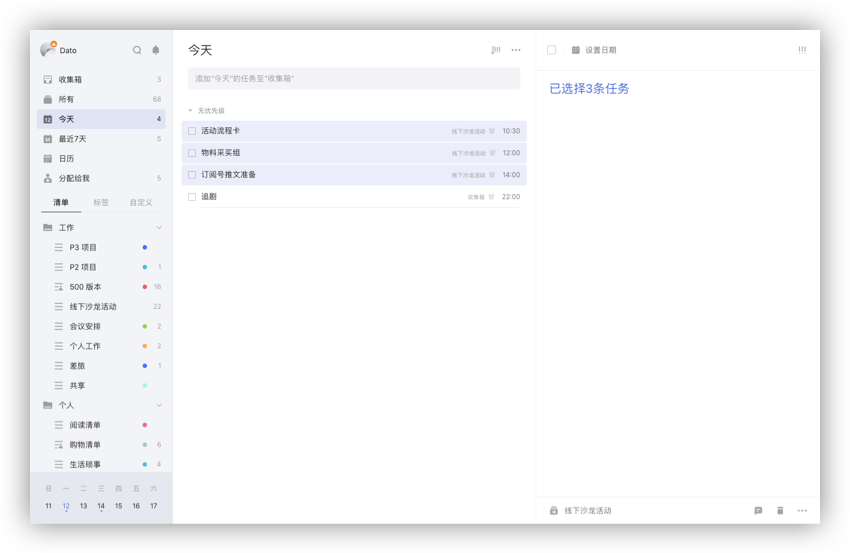 Dato
收集箱 3
所有 68
12 今天 4
最近7天 5
日历
分配给我 5
清单 标签 自定义
工作
P3 项目
P2 项目 1
500 版本 16
线下沙龙活动 22
会议安排 2
个人工作 2
差旅 1
共享
个人
阅读清单
购物清单 6
生活琐事 4
日 一 二 三 四 五 六
11 12 13 14 15 16 17
今天
添加“今天”的任务至“收集箱”
无优先级
活动流程卡 线下沙龙活动 10:30
物料采买组 线下沙龙活动 12:00
订阅号推文准备 线下沙龙活动 14:00
追剧 收集箱 22:00
设置日期 !!!
已选择3条任务
线下沙龙活动